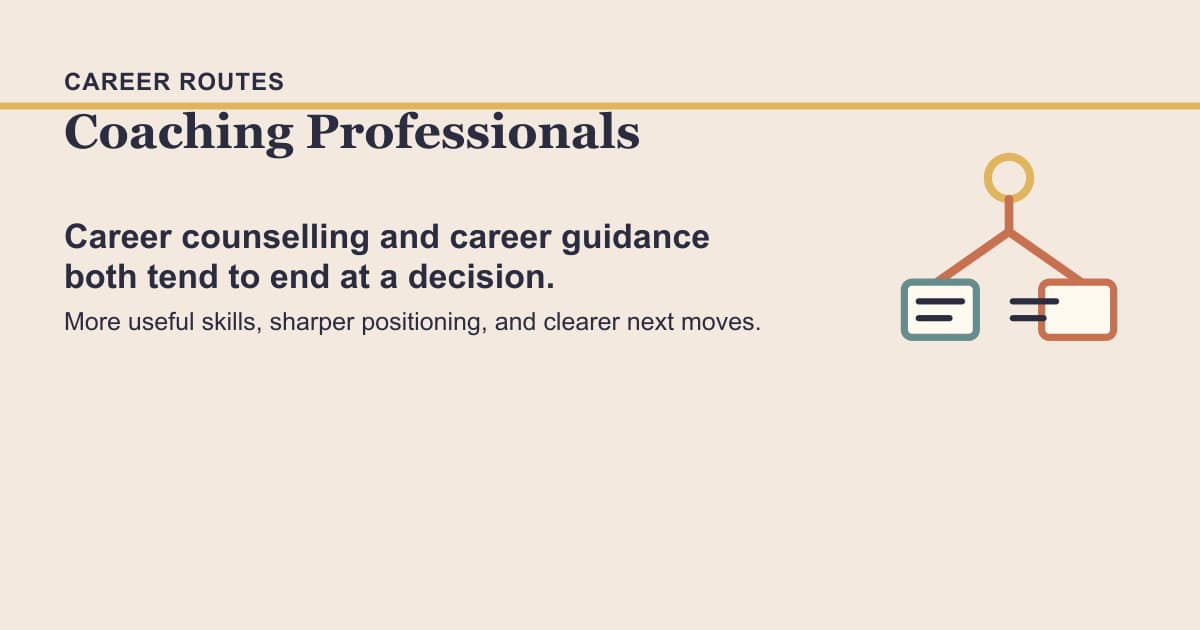 CAREER ROUTES
Coaching Professionals
Career counselling and career guidance
both tend to end at a decision.
More useful skills, sharper positioning, and clearer next moves.